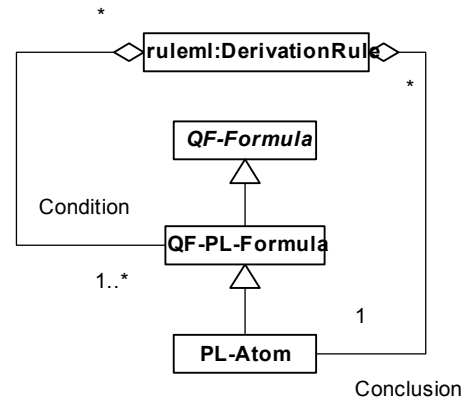 *
ruleml:DerivationRule
*
QF-Formula
Condition
QF-PL-Formula
1..*
1
PL-Atom
Conclusion